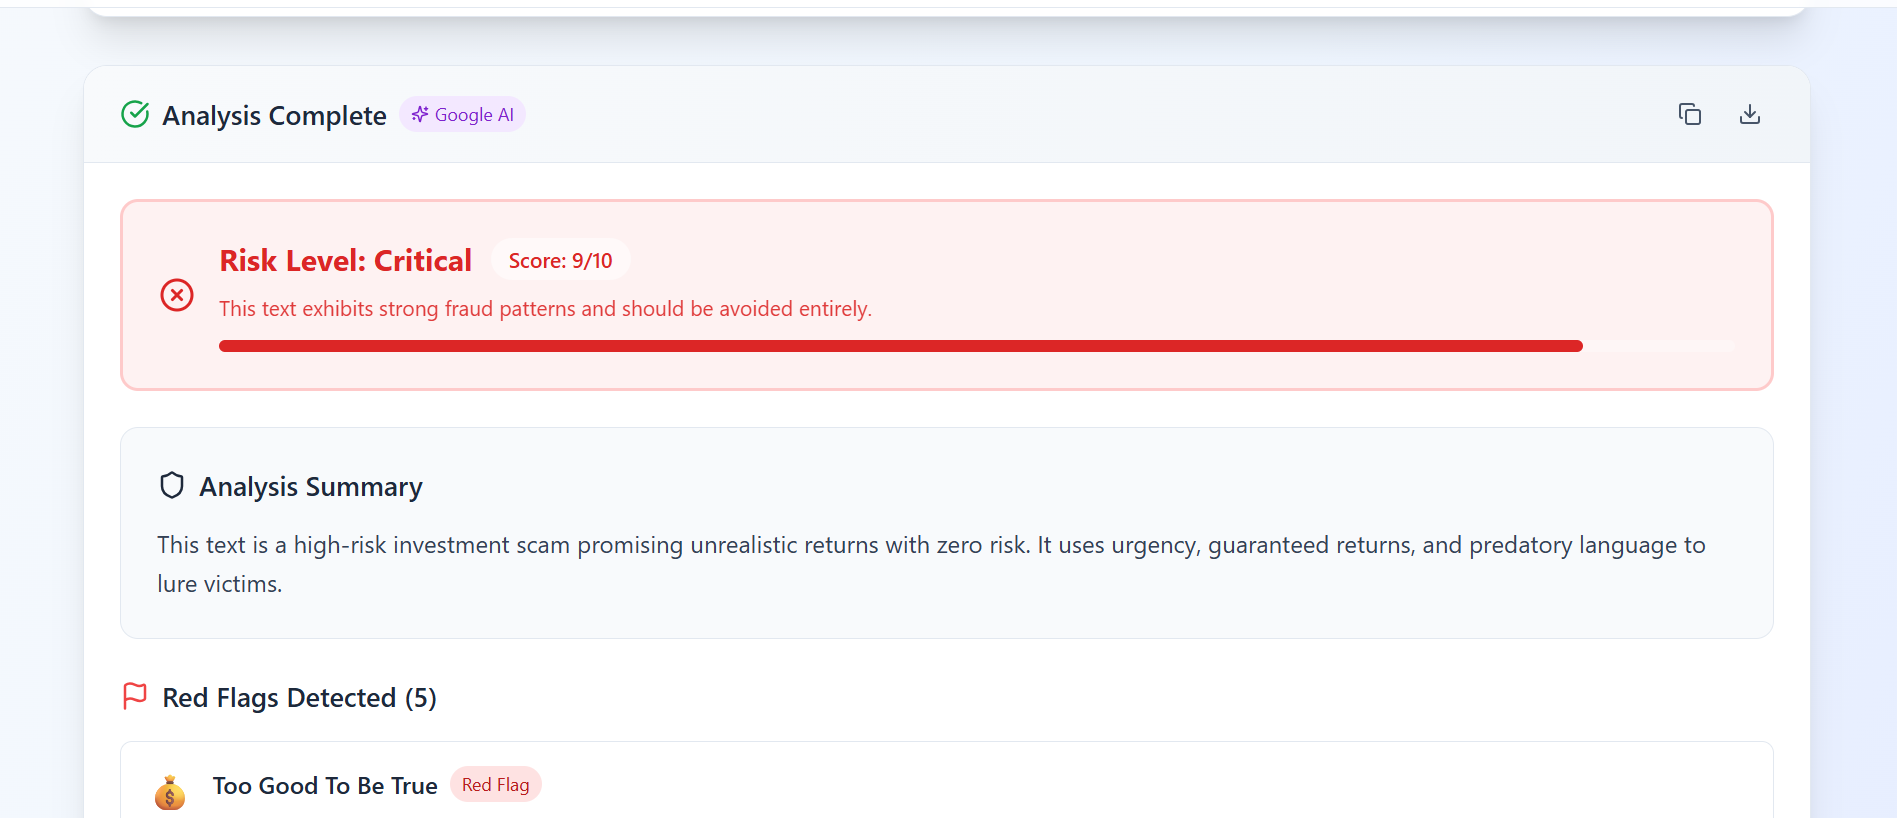 Analysis Complete
Google AI
Risk Level: Critical
Score: 9/10
This text exhibits strong fraud patterns and should be avoided entirely.
Analysis Summary
This text is a high-risk investment scam promising unrealistic returns with zero risk. It uses urgency, guaranteed returns, and predatory language to
lure victims.
Red Flags Detected (5)
Too Good To Be True
Red Flag